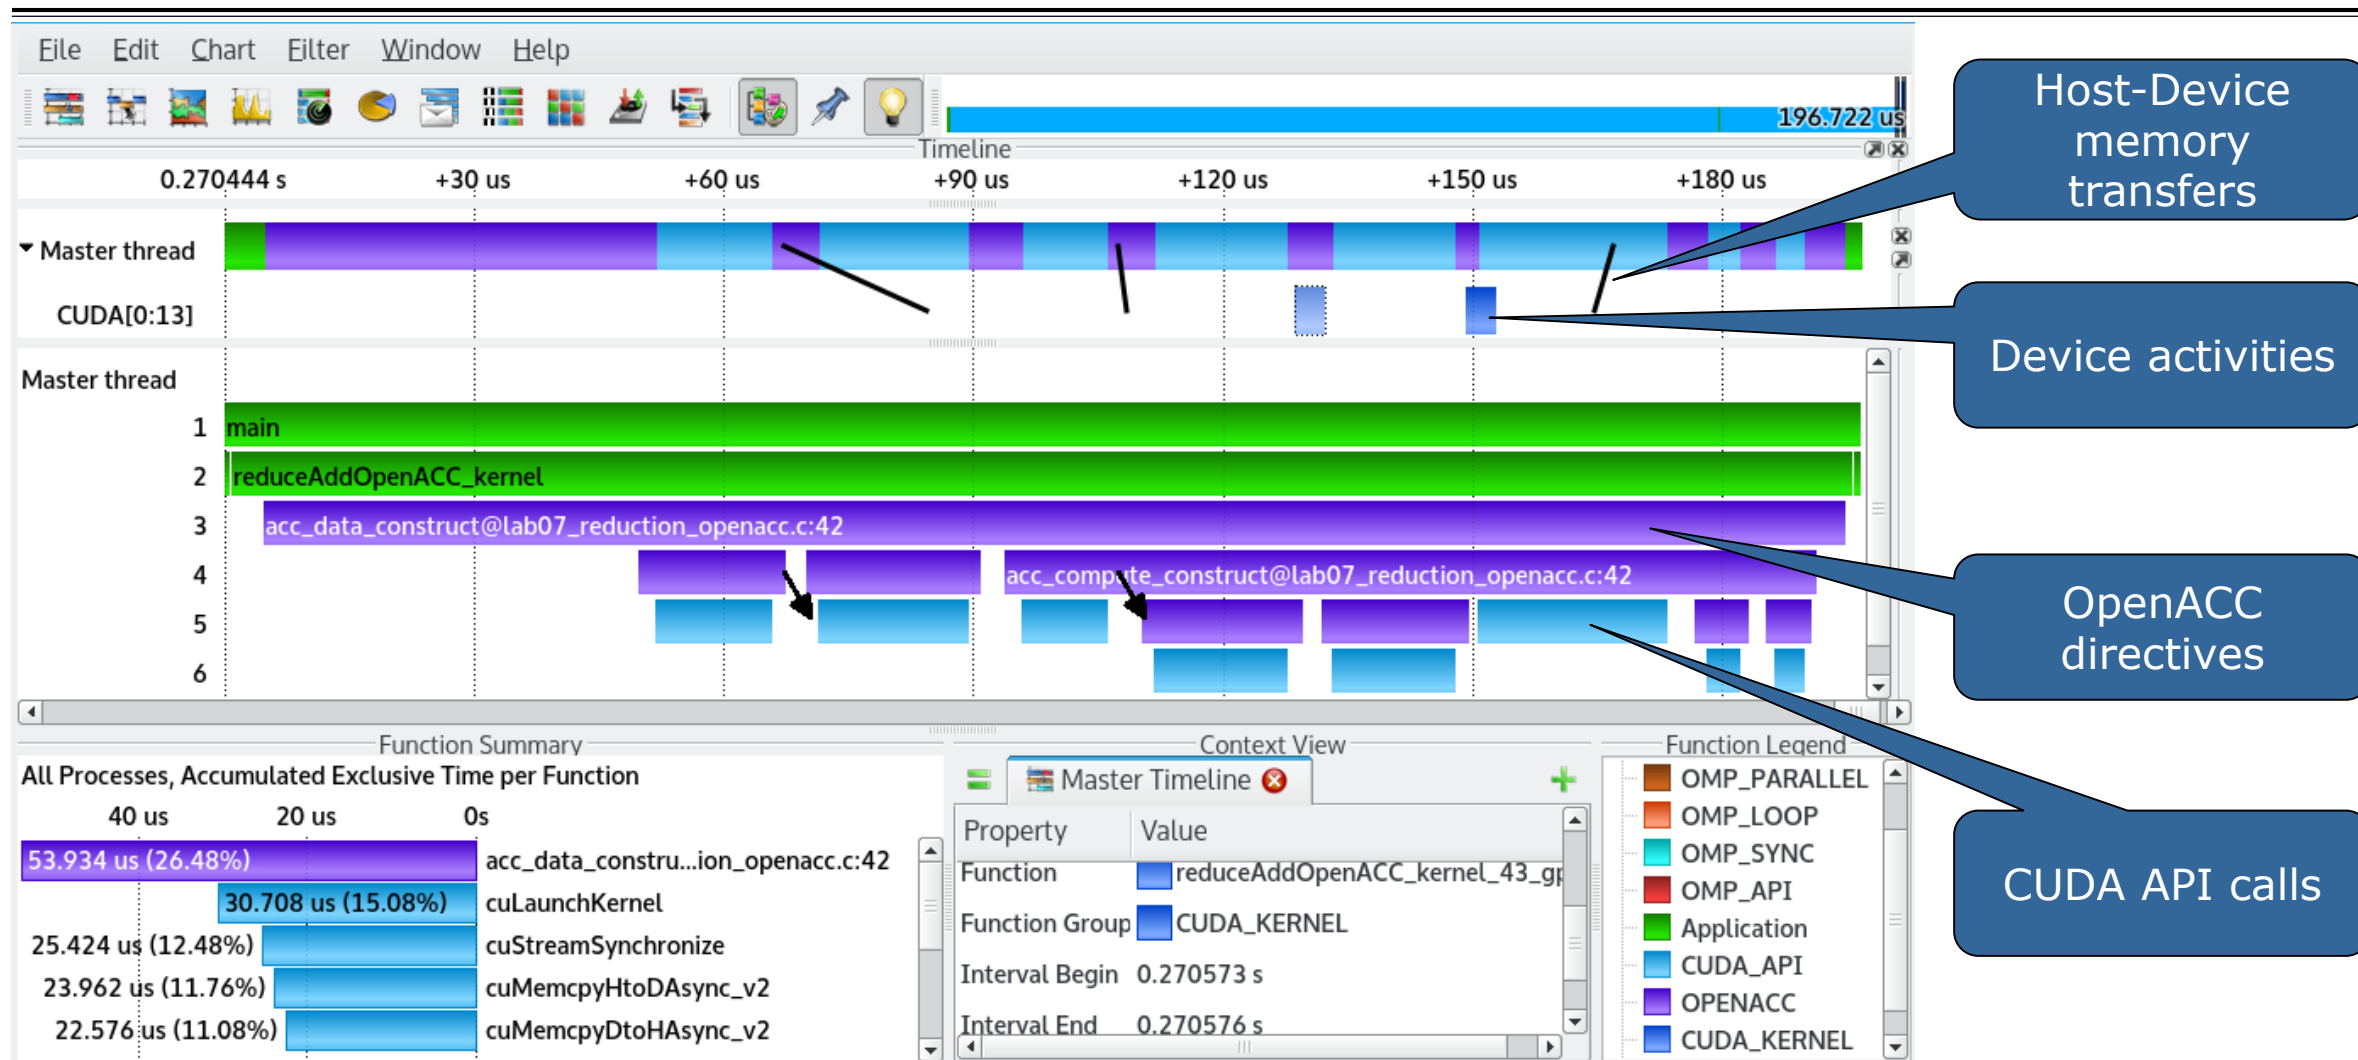 File Edit Chart Filter Window Help
196.722 us
Timeline
0.270444 s +30 us +60 us +90 us +120 us +150 us +180 us
Master thread
CUDA[0:13]
Master thread
1 main
2 reduceAddOpenACC_kernel
3 acc_data_construct@lab07_reduction_openacc.c:42
4 acc_compute_construct@lab07_reduction_openacc.c:42
5
6
Host-Device
memory
transfers
Device activities
OpenACC
directives
CUDA API calls
Function Summary
All Processes, Accumulated Exclusive Time per Function
40 us 20 us 0s
53.934 us (26.48%) acc_data_constru...ion_openacc.c:42
30.708 us (15.08%) cuLaunchKernel
25.424 us (12.48%) cuStreamSynchronize
23.962 us (11.76%) cuMemcpyHtoDAsync_v2
22.576 us (11.08%) cuMemcpyDtoHAsync_v2
Context View
Master Timeline
Property Value
Function reduceAddOpenACC_kernel_43_gp
Function Group CUDA_KERNEL
Interval Begin 0.270573 s
Interval End 0.270576 s
Function Legend
OMP_PARALLEL
OMP_LOOP
OMP_SYNC
OMP_API
Application
CUDA_API
OPENACC
CUDA_KERNEL